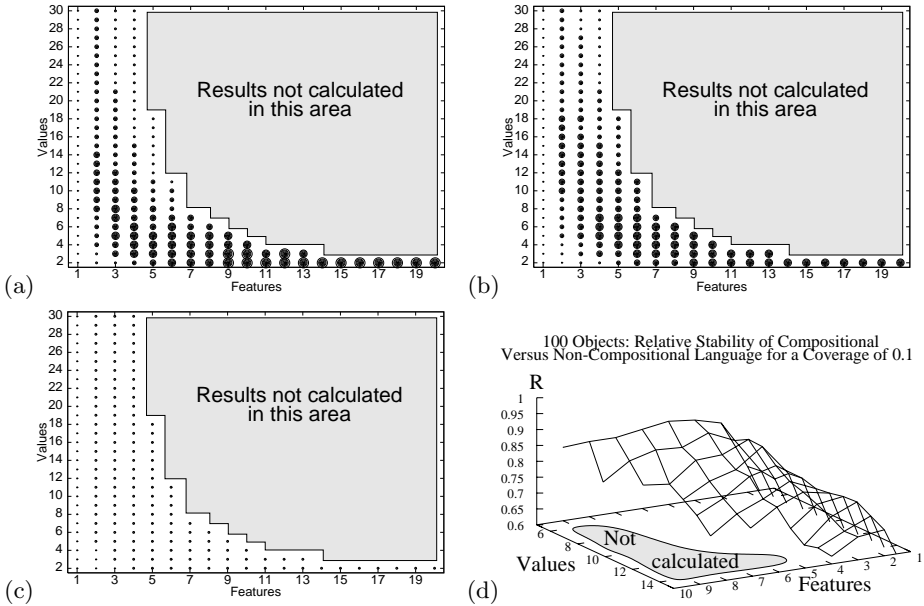 30
28
26
24
22
20
18
16
14
12
10
8
6
4
2
Values
Results not calculated
in this area
1 3 5 7 9 11 13 15 17 19
Features
(a)
30
28
26
24
22
20
18
16
14
12
10
8
6
4
2
Values
Results not calculated
in this area
1 3 5 7 9 11 13 15 17 19
Features
(b)
30
28
26
24
22
20
18
16
14
12
10
8
6
4
2
Values
Results not calculated
in this area
1 3 5 7 9 11 13 15 17 19
Features
(c)
100 Objects: Relative Stability of Compositional
Versus Non-Compositional Language for a Coverage of 0.1
R
1
0.95
0.9
0.85
0.8
0.75
0.7
0.65
0.6
6 8 10 12 14
Values
Not
calculated
10 9 8 7 6 5 4 3 2 1
Features
(d)